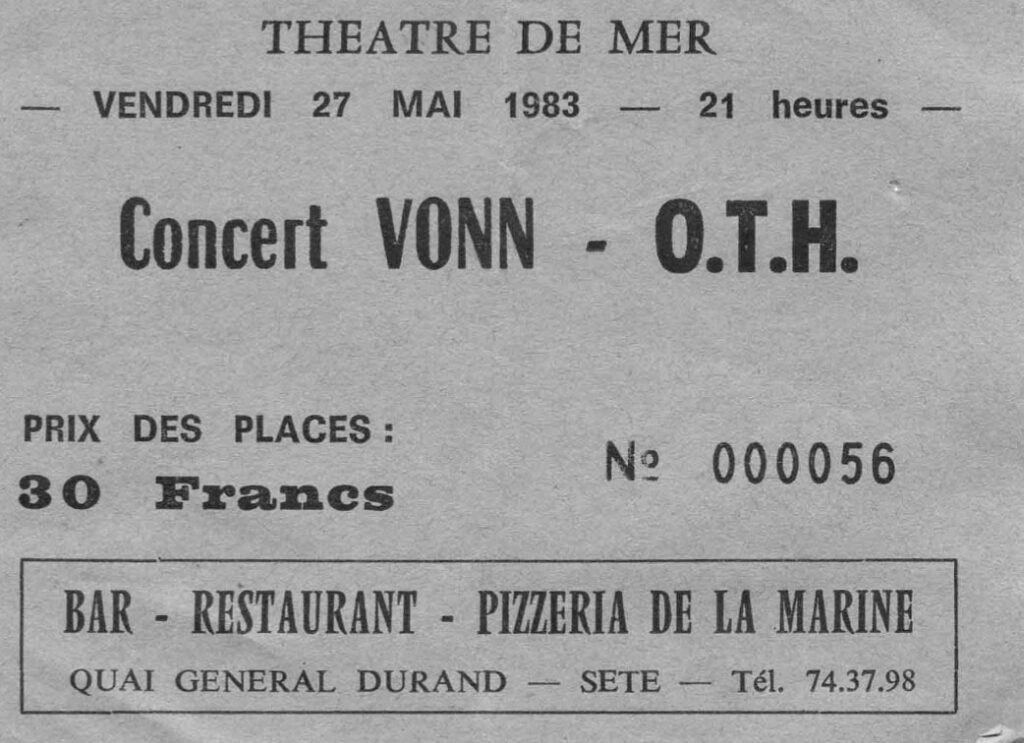 THEATRE DE MER
— VENDREDI 27 MAI 1983 — 21 heures —
Concert VONN - O.T.H.
PRIX DES PLACES :
30 Francs
Nº 000056
BAR - RESTAURANT - PIZZERIA DE LA MARINE
QUAI GENERAL DURAND — SETE — Tél. 74.37.98